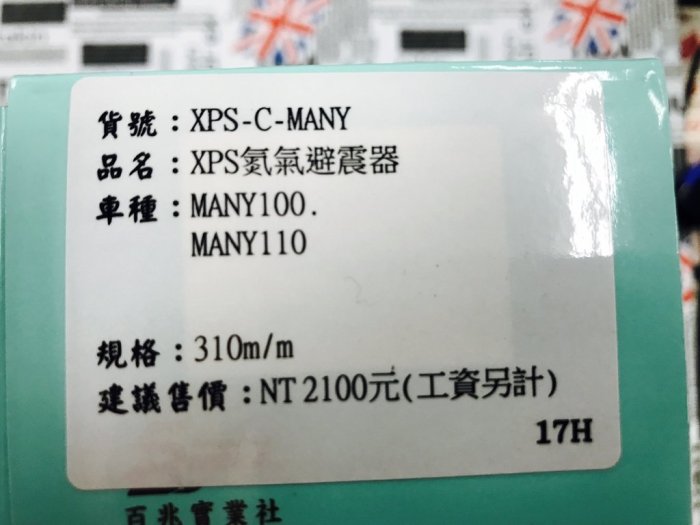 貨號：XPS-C-MANY
品名：XPS氮氣避震器
車種：MANY100.
MANY110
規格：310m/m
建議售價：NT 2100元(工資另計)
17H
百兆實業社